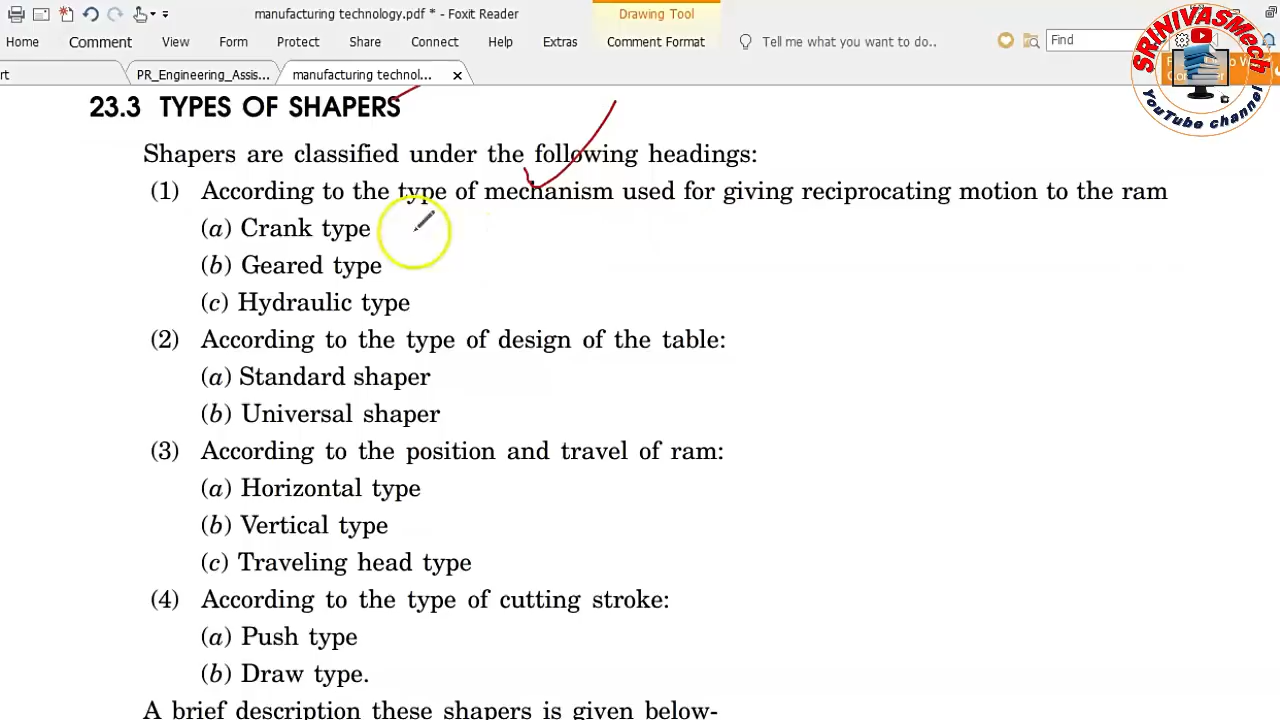 manufacturing technology.pdf * - Foxit Reader
Drawing Tool
Home Comment View Form Protect Share Connect Help Extras Comment Format Tell me what you want to do.. Find
rt PR_Engineering_Assis... manufacturing technol...
SRINIVASMech
YouTube channel
23.3 TYPES OF SHAPERS
Shapers are classified under the following headings:
(1) According to the type of mechanism used for giving reciprocating motion to the ram
(a) Crank type
(b) Geared type
(c) Hydraulic type
(2) According to the type of design of the table:
(a) Standard shaper
(b) Universal shaper
(3) According to the position and travel of ram:
(a) Horizontal type
(b) Vertical type
(c) Traveling head type
(4) According to the type of cutting stroke:
(a) Push type
(b) Draw type.
A brief description these shapers is given below-